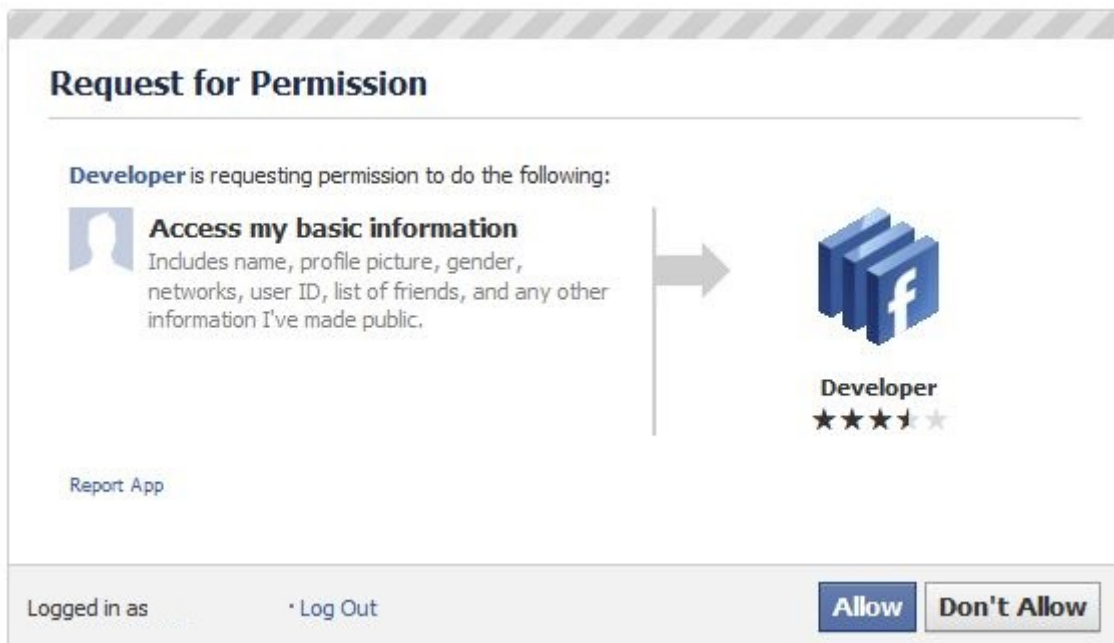 Request for Permission
Developer is requesting permission to do the following:
Access my basic information
Includes name, profile picture, gender,
networks, user ID, list of friends, and any other
information I've made public.
f
Developer
Report App
Logged in as · Log Out
Allow
Don't Allow